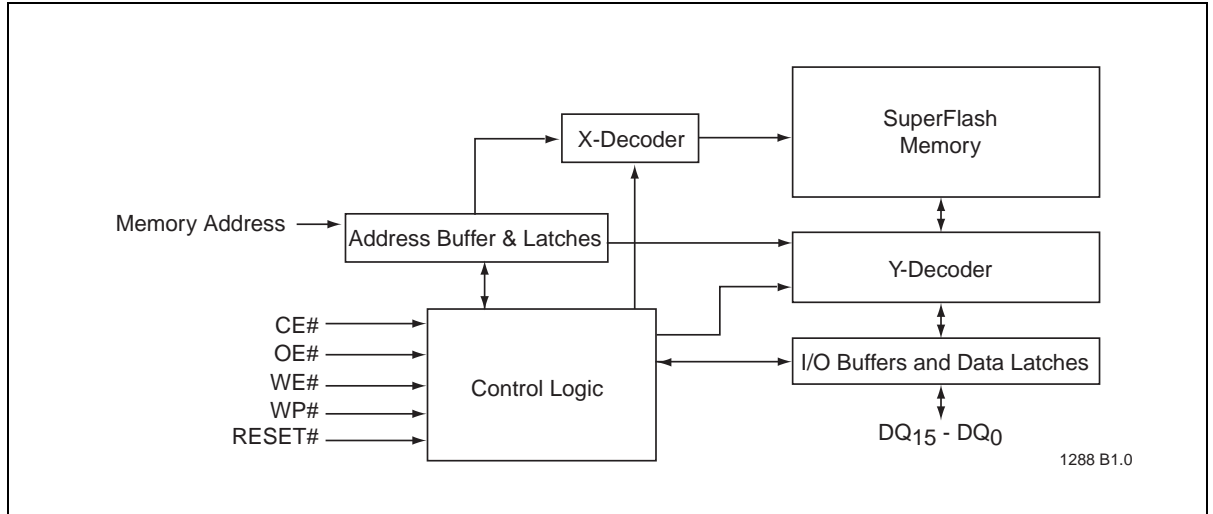 SuperFlash
Memory
X-Decoder
Memory Address
Address Buffer & Latches
Y-Decoder
CE#
OE#
WE#
WP#
RESET#
Control Logic
I/O Buffers and Data Latches
DQ15 - DQ0
1288 B1.0